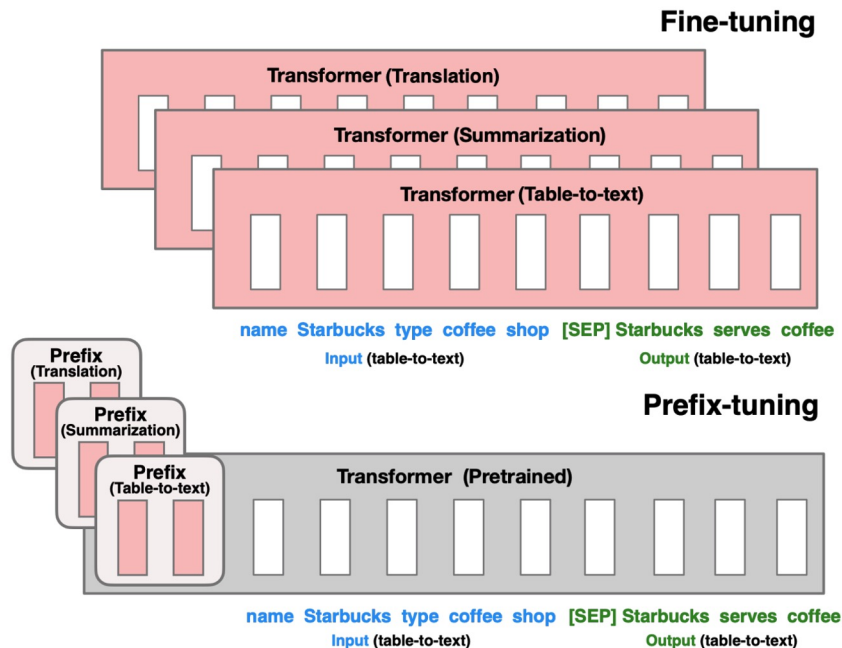 Fine-tuning
Transformer (Translation)
Transformer (Summarization)
Transformer (Table-to-text)
name Starbucks type coffee shop [SEP] Starbucks serves coffee
Input (table-to-text) Output (table-to-text)
Prefix
(Translation)
Prefix-tuning
Prefix
(Summarization)
Prefix
(Table-to-text)
Transformer (Pretrained)
name Starbucks type coffee shop [SEP] Starbucks serves coffee
Input (table-to-text) Output (table-to-text)